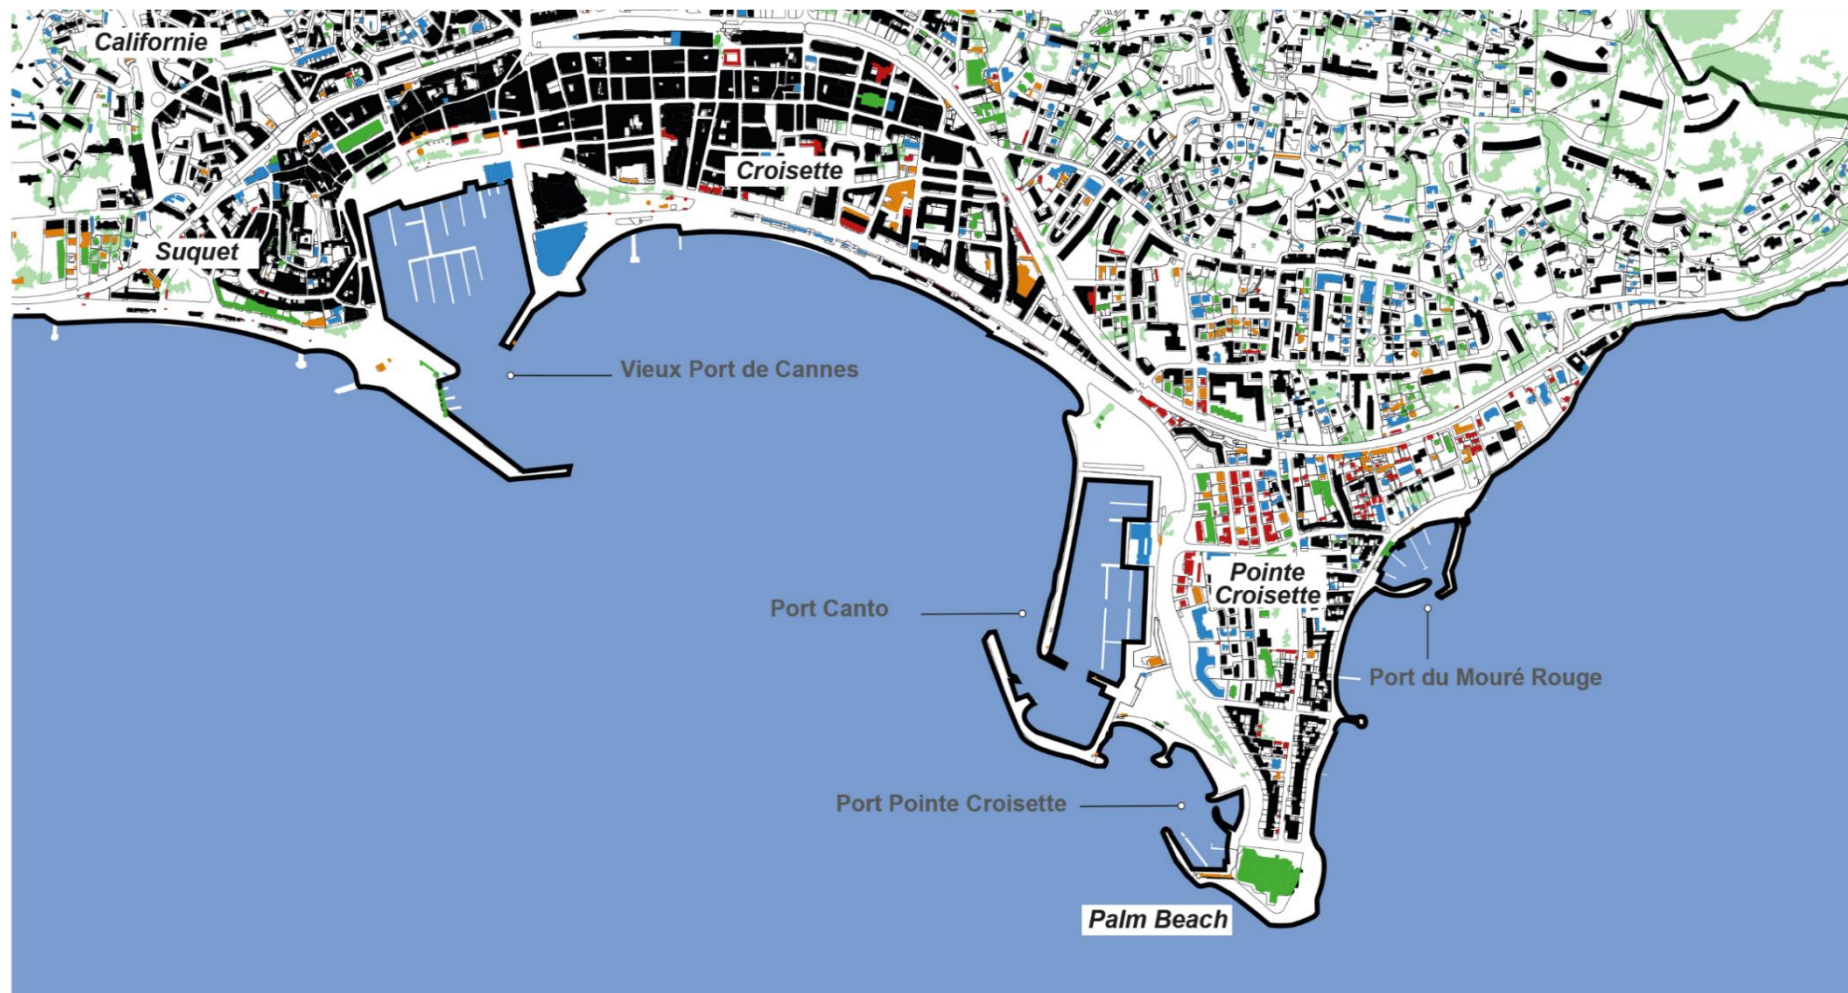 Californie
Croisette
Suquet
Vieux Port de Cannes
Pointe
Croisette
Port Canto
Port du Mouré Rouge
Port Pointe Croisette
Palm Beach